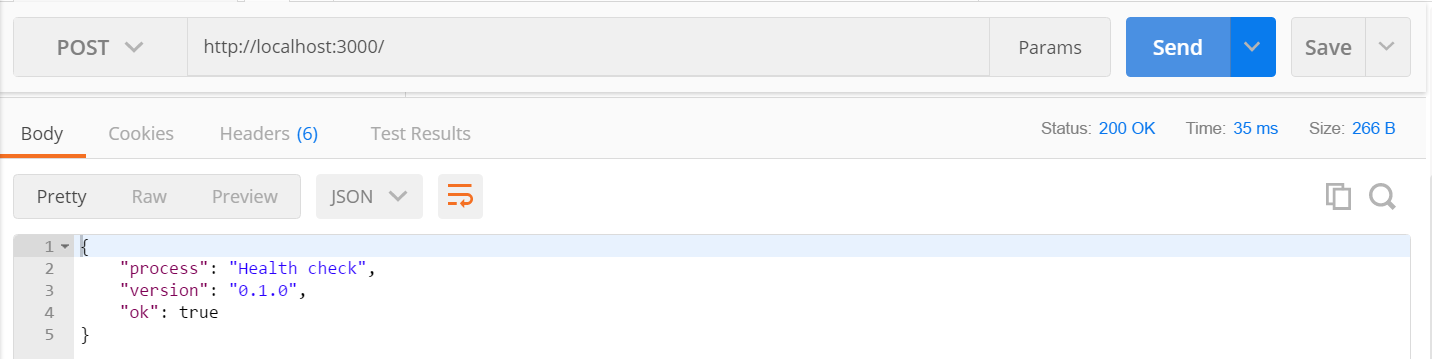 POST http://localhost:3000/ Params Send Save
Body Cookies Headers (6) Test Results Status: 200 OK Time: 35 ms Size: 266 B
Pretty Raw Preview JSON
1 {
2 "process": "Health check",
3 "version": "0.1.0",
4 "ok": true
5 }